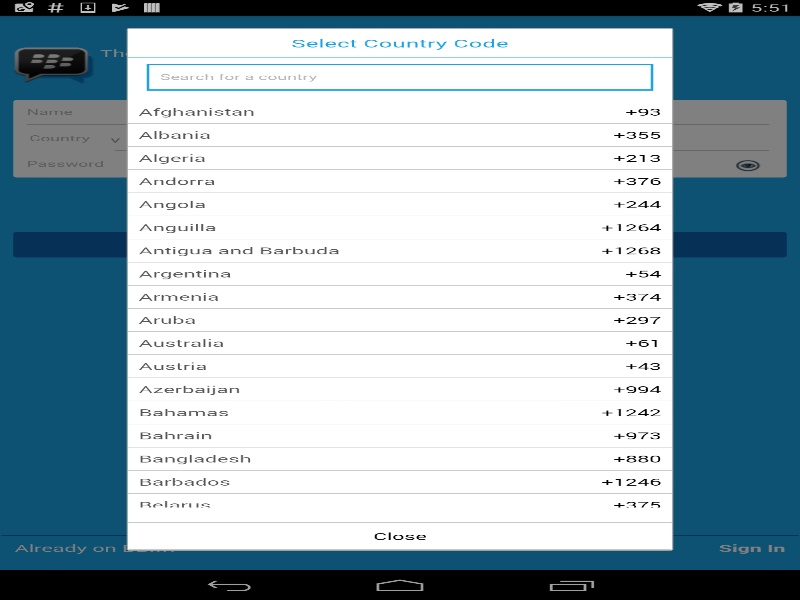 5:51
Select Country Code
Search for a country
Th
Name
Country
Password
Afghanistan +93
Albania +355
Algeria +213
Andorra +376
Angola +244
Anguilla +1264
Antigua and Barbuda +1268
Argentina +54
Armenia +374
Aruba +297
Australia +61
Austria +43
Azerbaijan +994
Bahamas +1242
Bahrain +973
Bangladesh +880
Barbados +1246
Belarus +375
Close
Already on
Sign In